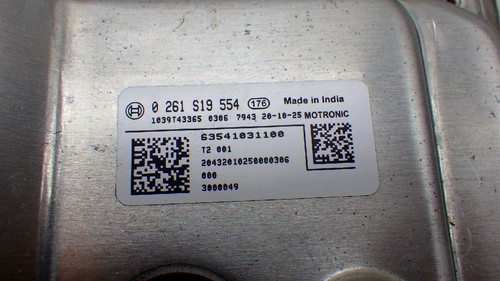 0 261 S19 554 176 Made in India
1039T43365 0306 7943 20-10-25 MOTRONIC
63541031100
T2 001
20432010250000306
000
3000049